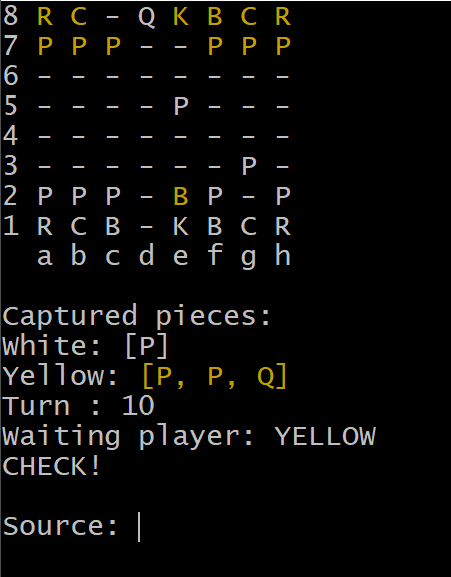 8 R C - Q K B C R
7 P P P - - P P P
6 - - - - - - - -
5 - - - - P - - -
4 - - - - - - - -
3 - - - - - - P -
2 P P P - B P - P
1 R C B - K B C R
a b c d e f g h
Captured pieces:
White: [P]
Yellow: [P, P, Q]
Turn : 10
Waiting player: YELLOW
CHECK!
Source: